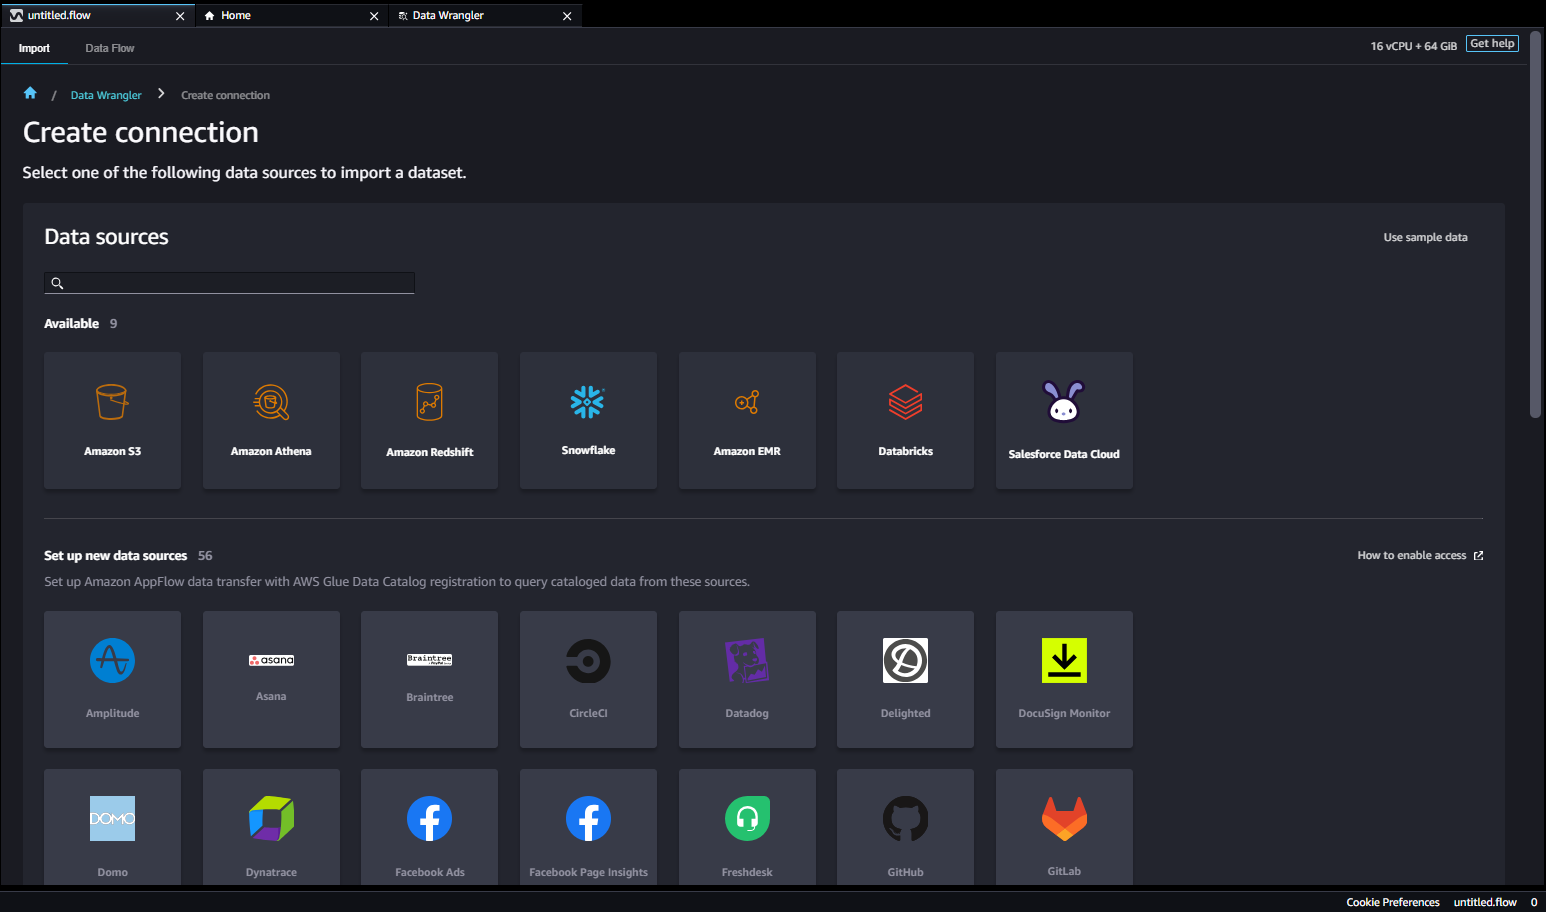 untitled.flow
Home
Data Wrangler
Import
Data Flow
16 vCPU + 64 GiB
Get help
/
Data Wrangler
Create connection
Create connection
Select one of the following data sources to import a dataset.
Data sources
Use sample data
Available 9
Amazon S3
Amazon Athena
Amazon Redshift
Snowflake
Amazon EMR
Databricks
Salesforce Data Cloud
Set up new data sources 56
How to enable access
Set up Amazon AppFlow data transfer with AWS Glue Data Catalog registration to query cataloged data from these sources.
asana
Braintree
DOMO
Amplitude
Asana
Braintree
CircleCI
Datadog
Delighted
DocuSign Monitor
Domo
Dynatrace
Facebook Ads
Facebook Page Insights
Freshdesk
GitHub
GitLab
Cookie Preferences
untitled.flow
0